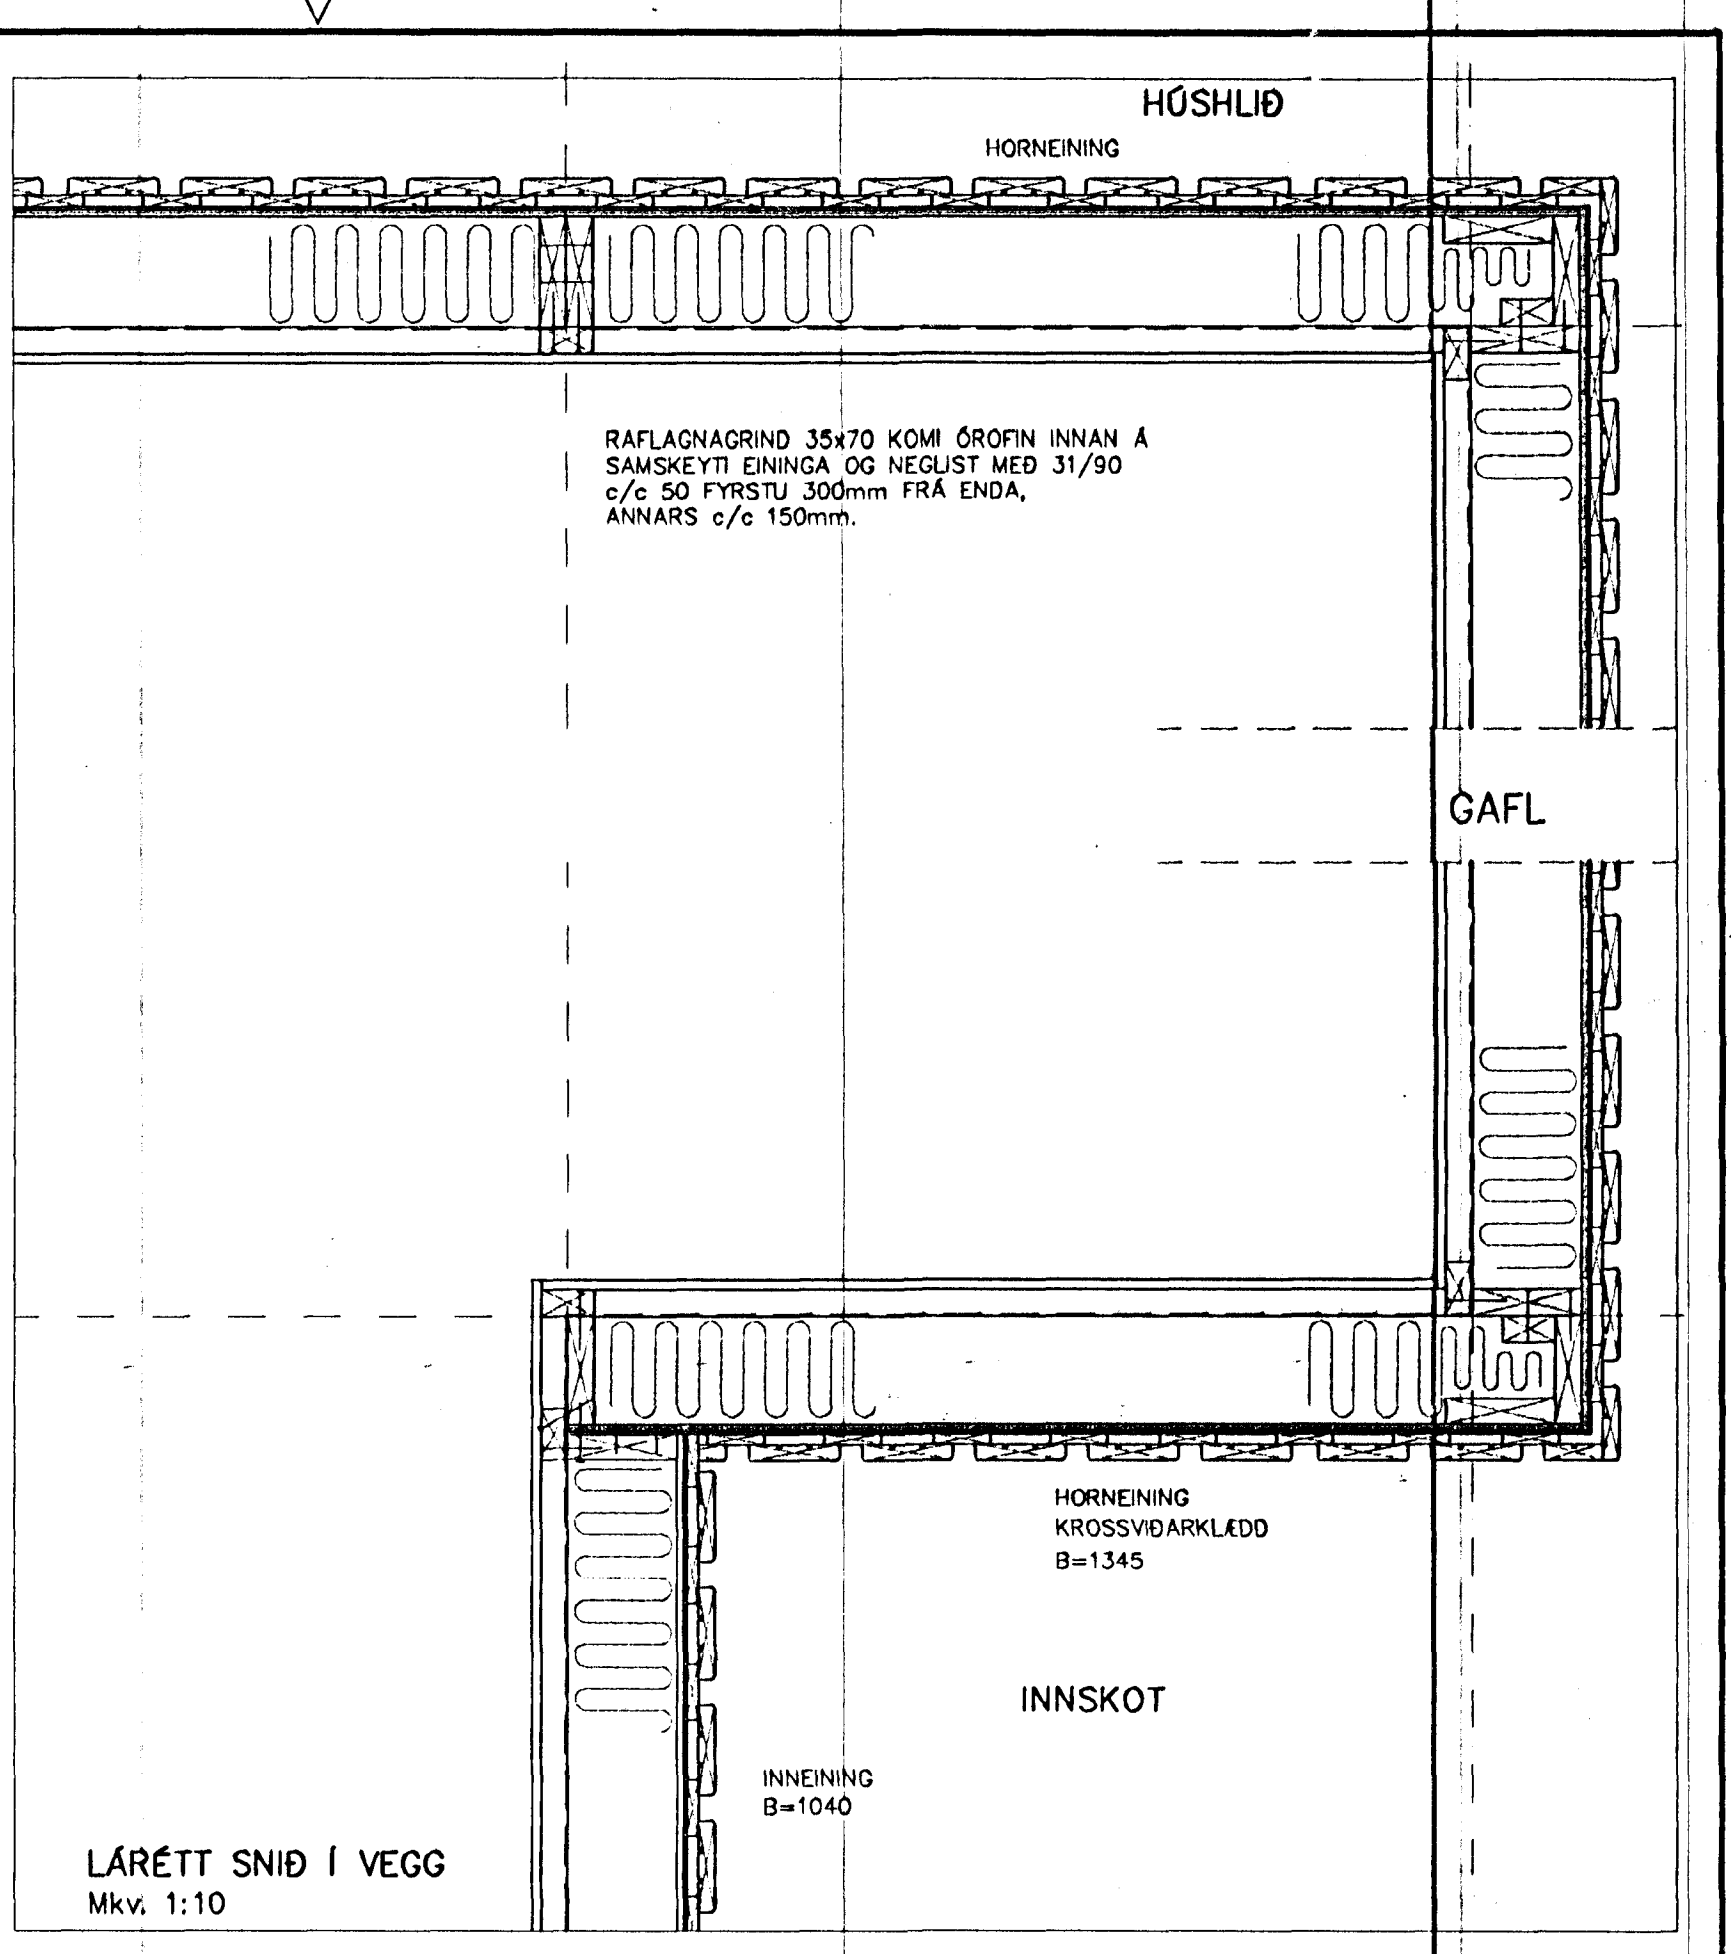 HÚSHLIÐ
HORNEINING
RAFLAGNAGRIND 35x70 KOMI ÓROFIN INNAN Á
SAMSKEYTI EININGA OG NEGLIST MEÐ 31/90
c/c 50 FYRSTU 300mm FRÁ ENDA,
ANNARS c/c 150mm.
GAFL
HORNEINING
KROSSVIÐARKLÆDD
B=1345
INNSKOT
INNEINING
B=1040
LÁRÉTT SNIÐ Í VEGG
Mkv. 1:10